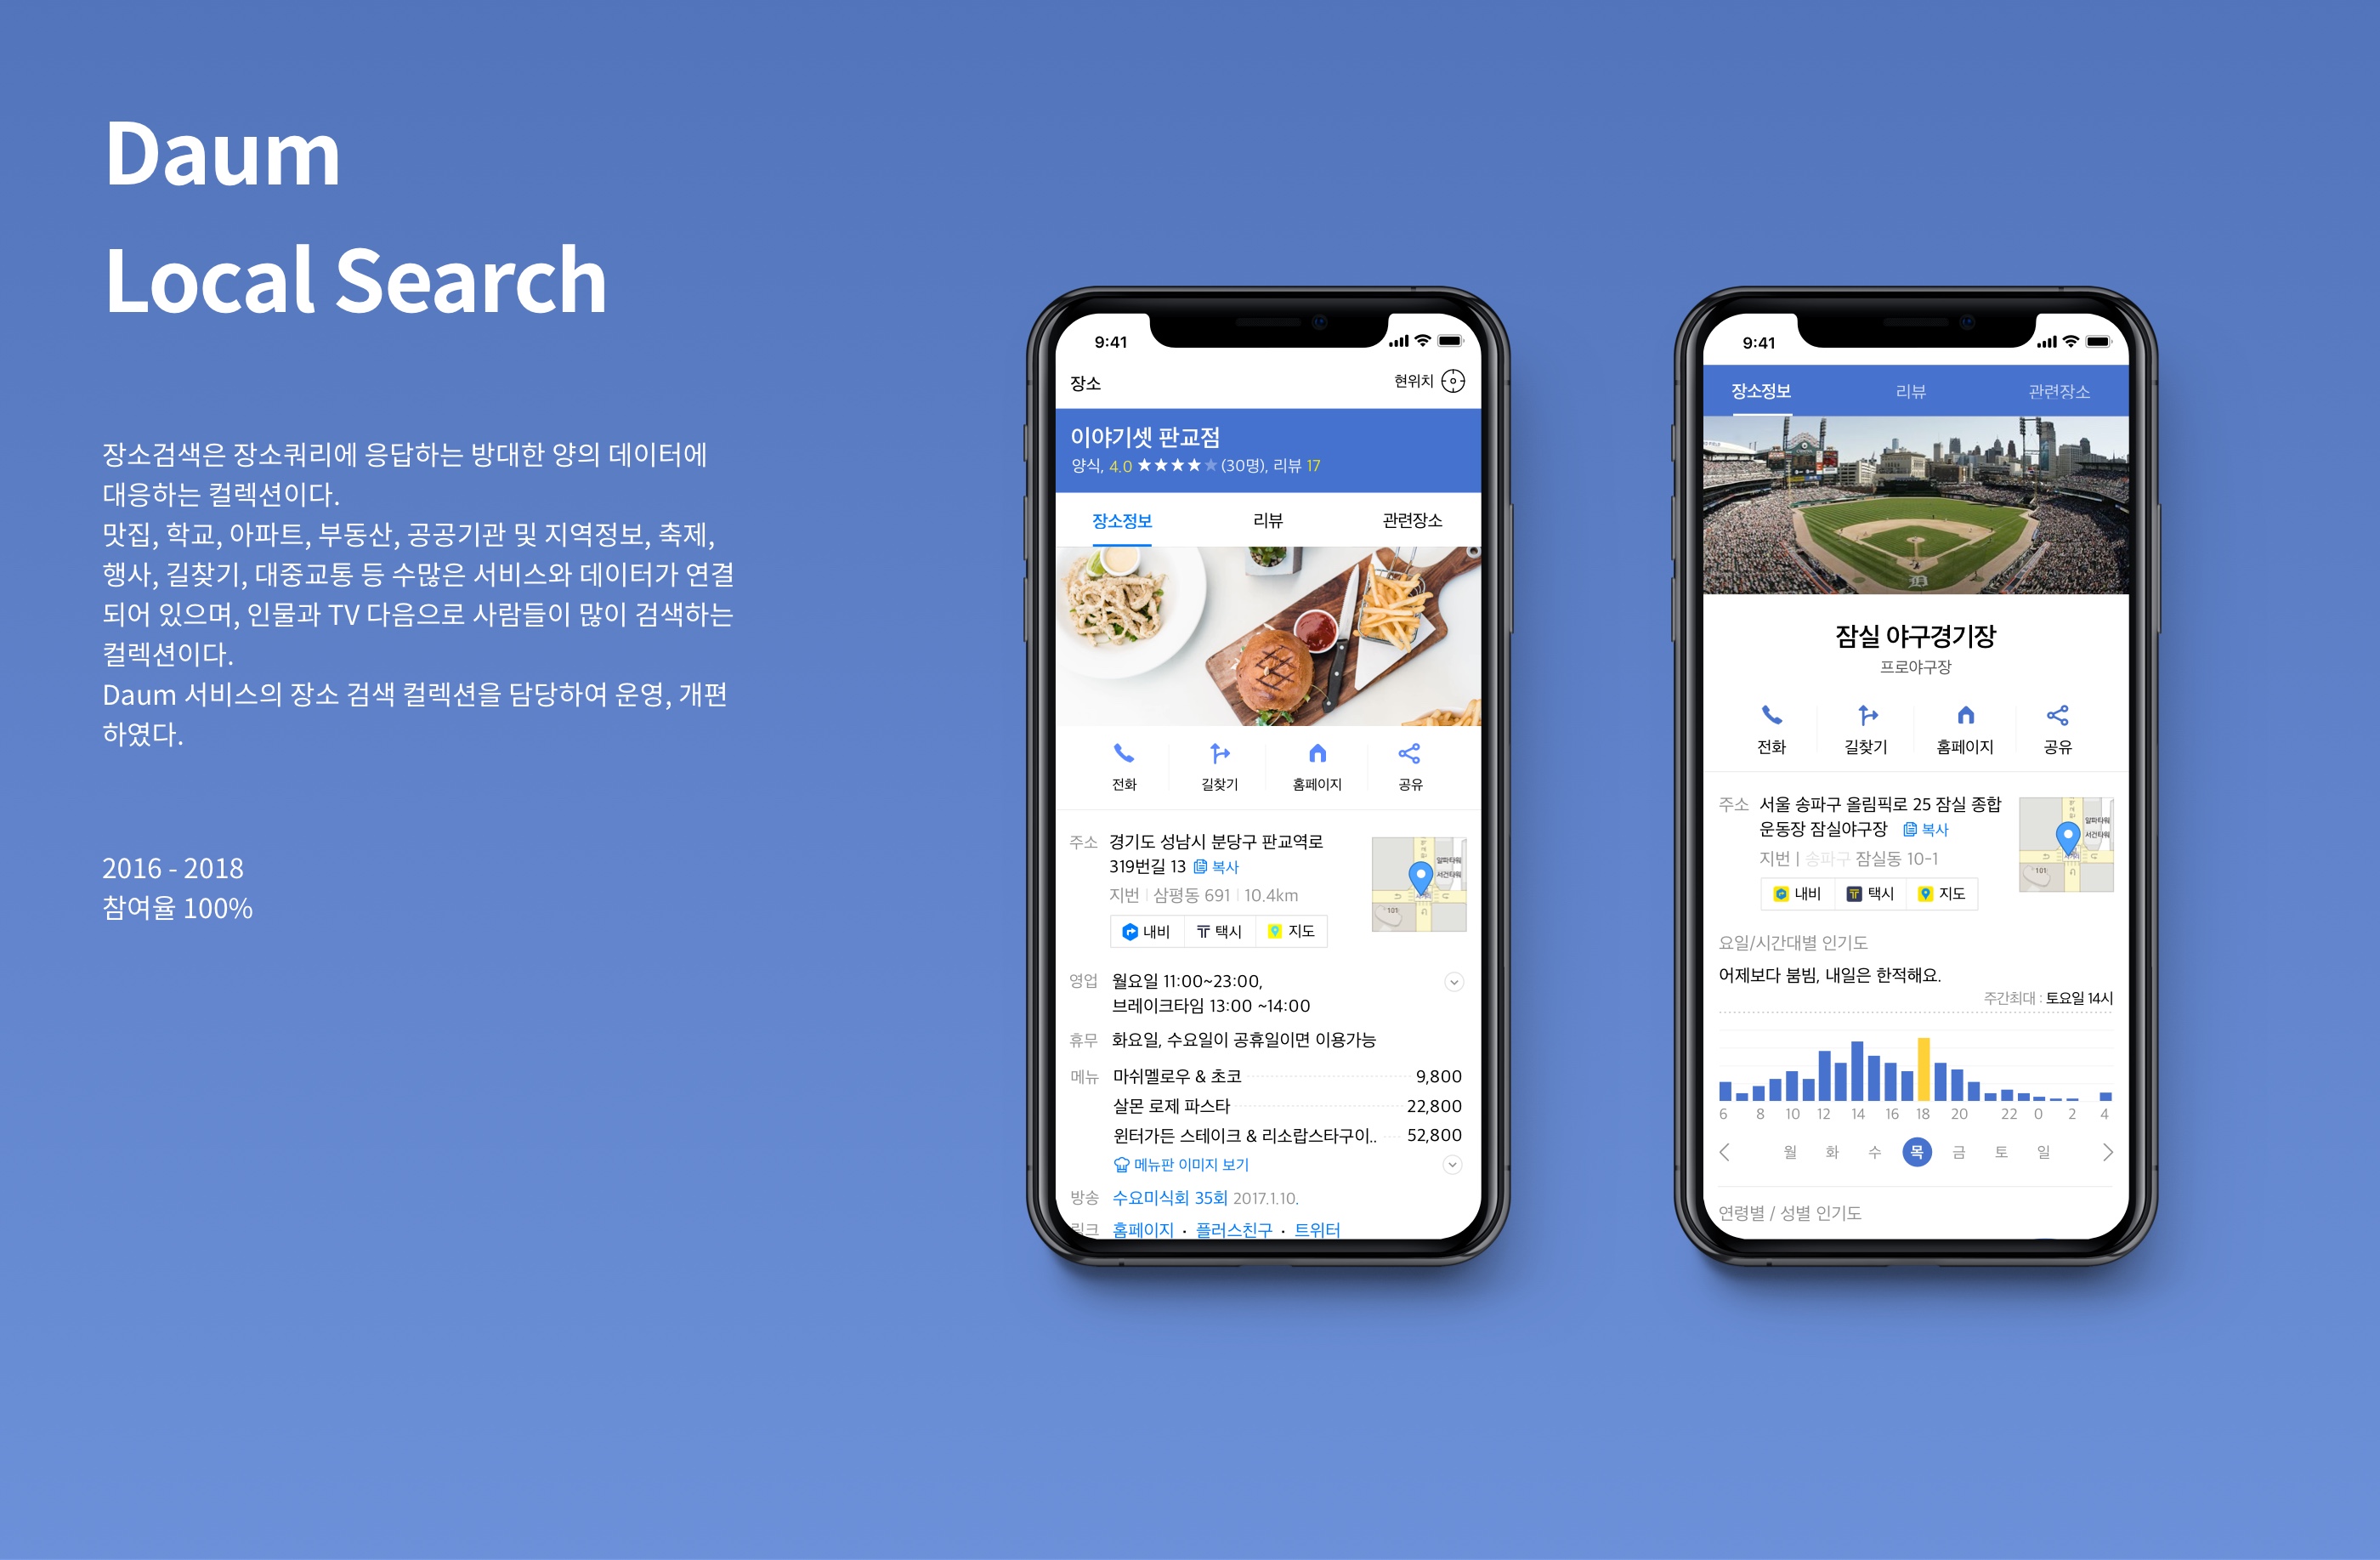 Daum
Local Search
장소검색은 장소쿼리에 응답하는 방대한 양의 데이터에
대응하는 컬렉션이다.
맛집, 학교, 아파트, 부동산, 공공기관 및 지역정보, 축제,
행사, 길찾기, 대중교통 등 수많은 서비스와 데이터가 연결
되어 있으며, 인물과 TV 다음으로 사람들이 많이 검색하는
컬렉션이다.
Daum 서비스의 장소 검색 컬렉션을 담당하여 운영, 개편
하였다.
2016 - 2018
참여율 100%
9:41
장소 현위치
이야기셋 판교점
양식, 4.0 ★★★★★ (30명), 리뷰 17
장소정보 리뷰 관련장소
전화 길찾기 홈페이지 공유
주소 경기도 성남시 분당구 판교역로
319번길 13 복사
지번 | 삼평동 691 | 10.4km
내비 택시 지도
알파타워
서건타워
101
영업 월요일 11:00~23:00,
브레이크타임 13:00 ~14:00
휴무 화요일, 수요일이 공휴일이면 이용가능
메뉴 마쉬멜로우 & 초코 9,800
살몬 로제 파스타 22,800
윈터가든 스테이크 & 리소랍스타구이.. 52,800
메뉴판 이미지 보기
방송 수요미식회 35회 2017.1.10.
링크 홈페이지 · 플러스친구 · 트위터
9:41
장소정보 리뷰 관련장소
잠실 야구경기장
프로야구장
전화 길찾기 홈페이지 공유
주소 서울 송파구 올림픽로 25 잠실 종합
운동장 잠실야구장 복사
지번 | 송파구 잠실동 10-1
내비 택시 지도
알파타워
서건타워
101
요일/시간대별 인기도
어제보다 붐빔, 내일은 한적해요.
주간최대 : 토요일 14시
6 8 10 12 14 16 18 20 22 0 2 4
월 화 수 목 금 토 일
연령별 / 성별 인기도